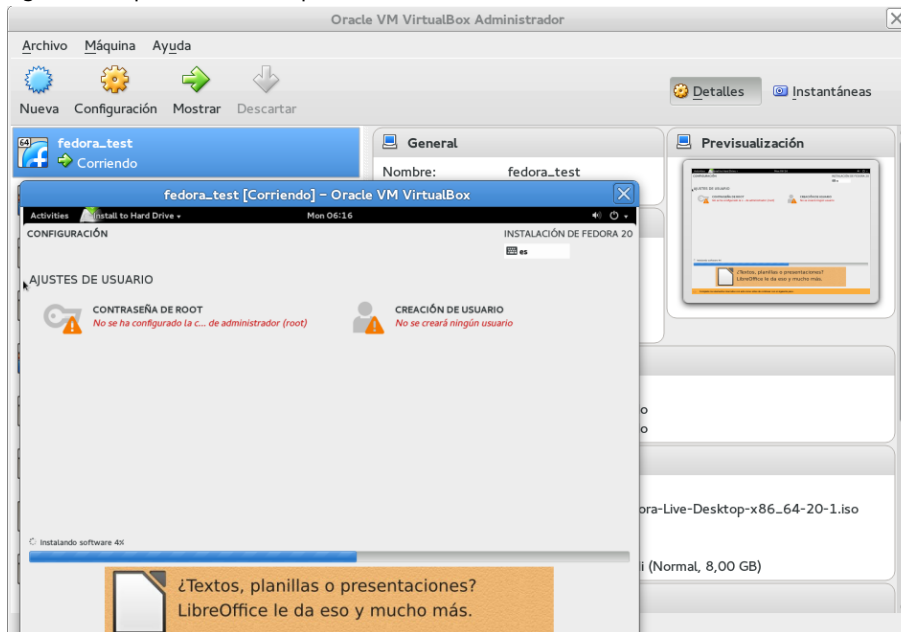 Oracle VM VirtualBox Administrador
Archivo Máquina Ayuda
Nueva Configuración Mostrar Descartar
Detalles Instantáneas
64 fedora_test
Corriendo
General
Nombre: fedora_test
Previsualización
fedora_test [Corriendo] – Oracle VM VirtualBox
Activities Install to Hard Drive Mon 06:16
CONFIGURACIÓN
INSTALACIÓN DE FEDORA 20
es
AJUSTES DE USUARIO
CONTRASEÑA DE ROOT
No se ha configurado la c... de administrador (root)
CREACIÓN DE USUARIO
No se creará ningún usuario
o
o
ora-Live-Desktop-x86_64-20-1.iso
i (Normal, 8,00 GB)
Instalando software 4%
¿Textos, planillas o presentaciones?
LibreOffice le da eso y mucho más.